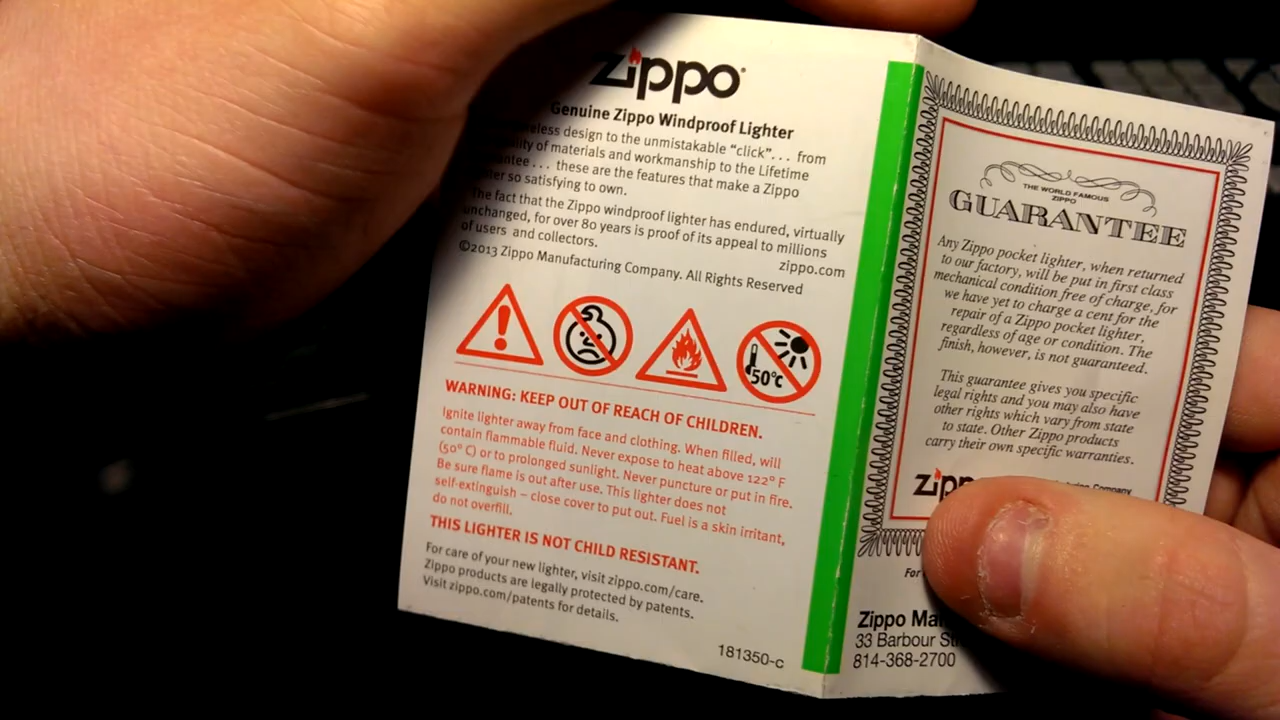 zippo
Genuine Zippo Windproof Lighter
design to the unmistakable “click”... from
of materials and workmanship to the Lifetime
... these are the features that make a Zippo
so satisfying to own.
The fact that the Zippo windproof lighter has endured, virtually
unchanged, for over 80 years is proof of its appeal to millions
of users and collectors.
zippo.com
©2013 Zippo Manufacturing Company. All Rights Reserved
50°C
WARNING: KEEP OUT OF REACH OF CHILDREN.
Ignite lighter away from face and clothing. When filled, will
contain flammable fluid. Never expose to heat above 122° F
(50° C) or to prolonged sunlight. Never puncture or put in fire.
Be sure flame is out after use. This lighter does not
self-extinguish – close cover to put out. Fuel is a skin irritant,
do not overfill.
THIS LIGHTER IS NOT CHILD RESISTANT.
For care of your new lighter, visit zippo.com/care.
Zippo products are legally protected by patents.
Visit zippo.com/patents for details.
181350-c
THE WORLD FAMOUS
ZIPPO
GUARANTEE
Any Zippo pocket lighter, when returned
to our factory, will be put in first class
mechanical condition free of charge, for
we have yet to charge a cent for the
repair of a Zippo pocket lighter,
regardless of age or condition. The
finish, however, is not guaranteed.
This guarantee gives you specific
legal rights and you may also have
other rights which vary from state
to state. Other Zippo products
carry their own specific warranties.
Company
For
Zippo
33 Barbour
814-368-2700